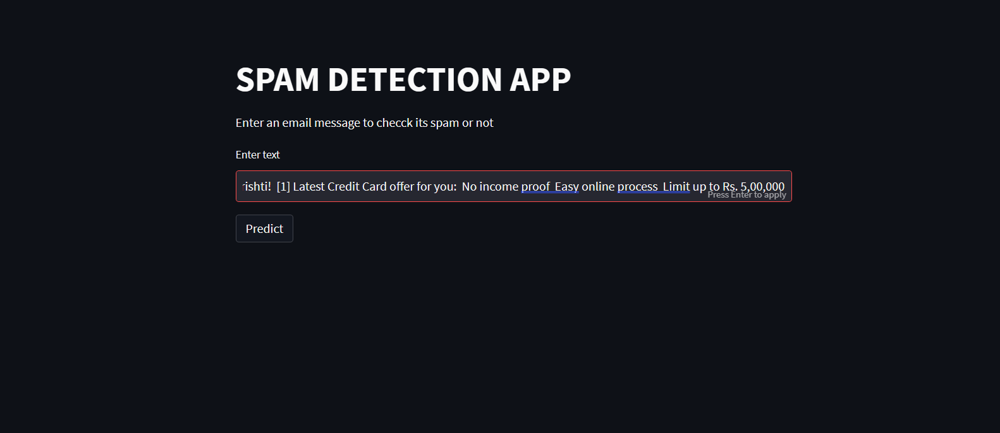 SPAM DETECTION APP
Enter an email message to checck its spam or not
Enter text
rishti!  [1] Latest Credit Card offer for you:  No income proof  Easy online process  Limit up to Rs. 5,00,000
Press Enter to apply
Predict